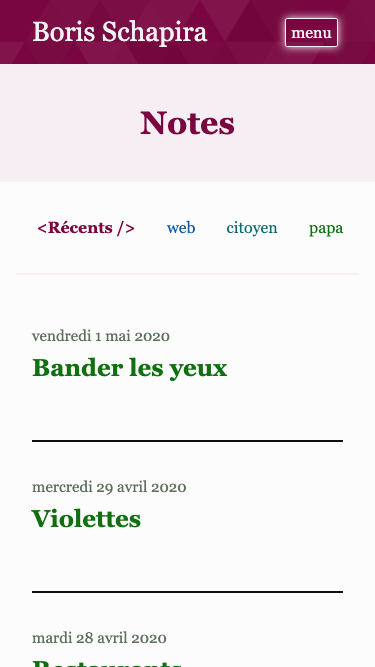 Boris Schapira
menu
Notes
<Récents /> web citoyen papa
vendredi 1 mai 2020
Bander les yeux
mercredi 29 avril 2020
Violettes
mardi 28 avril 2020
Restaurants